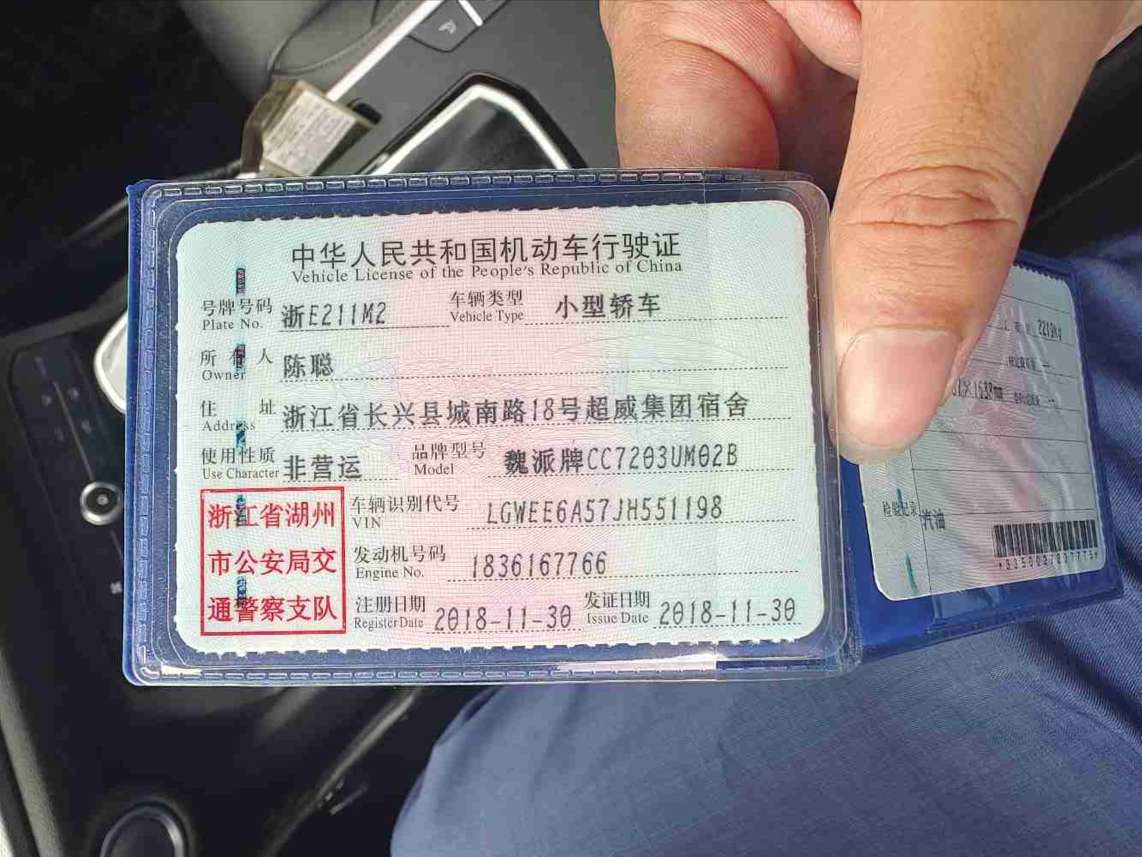 中华人民共和国机动车行驶证
Vehicle License of the People's Republic of China
号牌号码 浙E211M2 车辆类型 小型轿车
Plate No. Vehicle Type
所有人 陈聪
Owner
住址 浙江省长兴县城南路18号超威集团宿舍
Address
使用性质 非营运 品牌型号 魏派牌CC7203UM02B
Use Character Model
浙江省湖州
市公安局交
通警察支队
车辆识别代号 LGWEE6A57JH551198
VIN
发动机号码 1836167766
Engine No.
注册日期 2018-11-30 发证日期 2018-11-30
Register Date Issue Date
检验记录 汽油